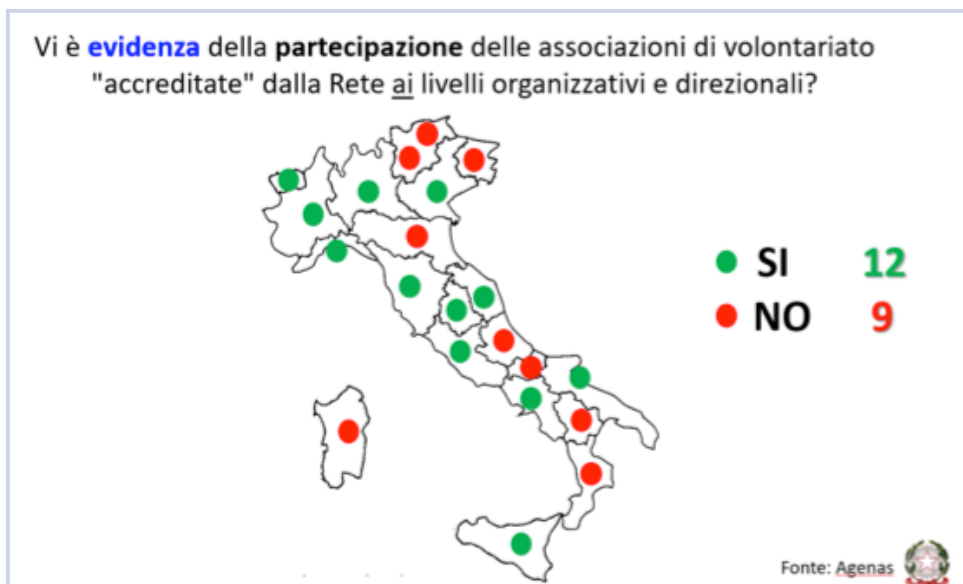 Vi è evidenza della partecipazione delle associazioni di volontariato
"accreditate" dalla Rete ai livelli organizzativi e direzionali?
SI 12
NO 9
Fonte: Agenas